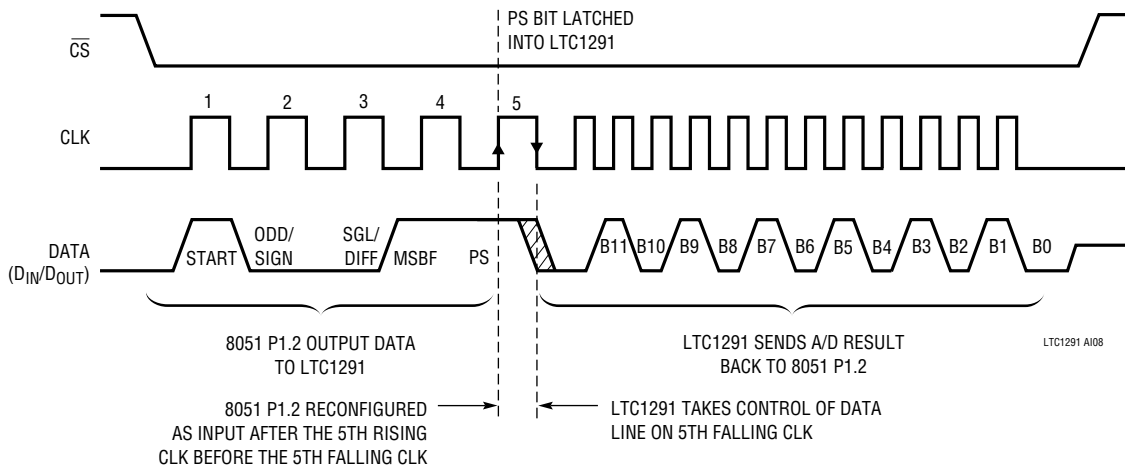 PS BIT LATCHED
INTO LTC1291
CS
1 2 3 4 5
CLK
DATA
(DIN/DOUT)
START
ODD/
SIGN
SGL/
DIFF
MSBF
PS
B11 B10 B9 B8 B7 B6 B5 B4 B3 B2 B1 B0
8051 P1.2 OUTPUT DATA
TO LTC1291
LTC1291 SENDS A/D RESULT
BACK TO 8051 P1.2
LTC1291 AI08
8051 P1.2 RECONFIGURED
AS INPUT AFTER THE 5TH RISING
CLK BEFORE THE 5TH FALLING CLK
LTC1291 TAKES CONTROL OF DATA
LINE ON 5TH FALLING CLK